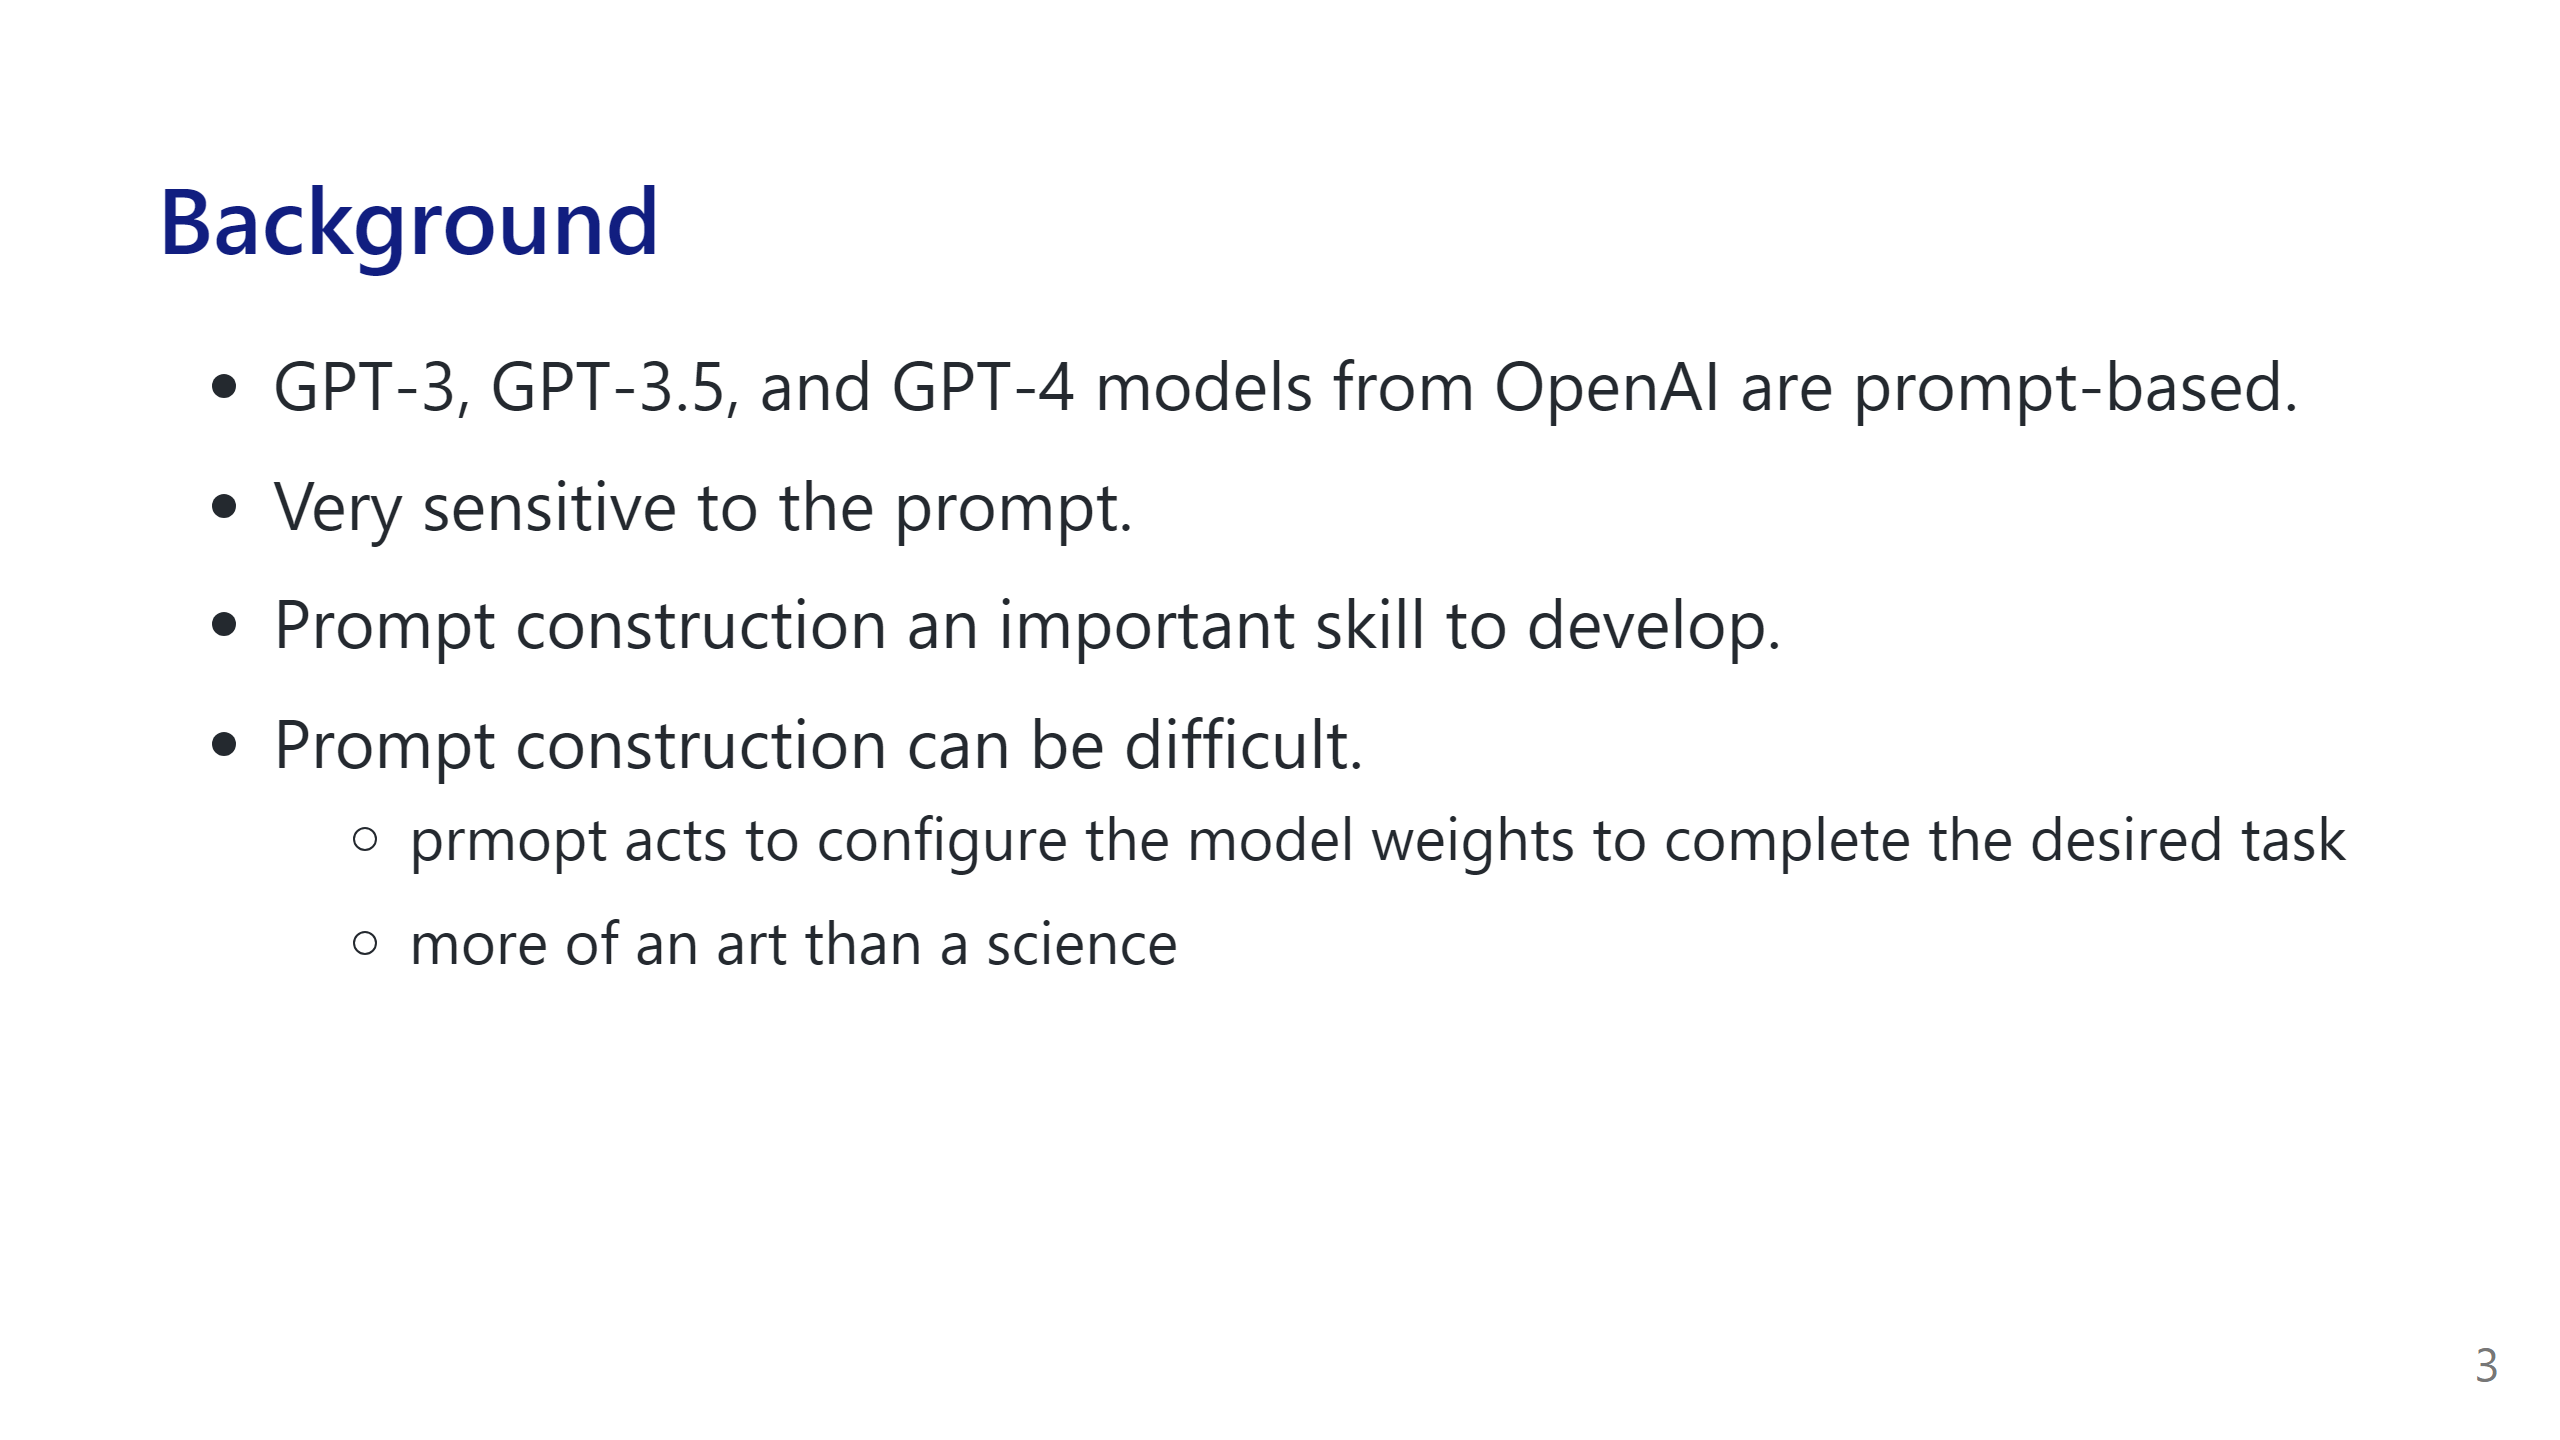 Background
• GPT-3, GPT-3.5, and GPT-4 models from OpenAI are prompt-based.
• Very sensitive to the prompt.
• Prompt construction an important skill to develop.
• Prompt construction can be difficult.
○ prmopt acts to configure the model weights to complete the desired task
○ more of an art than a science
3